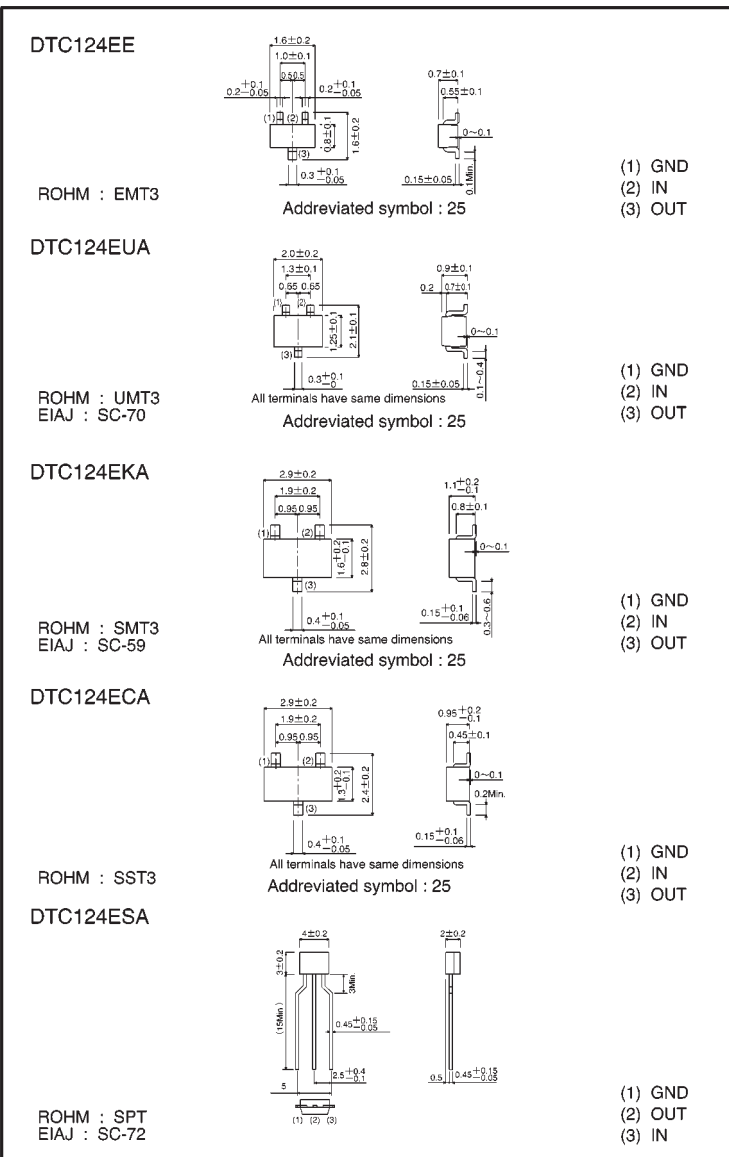 DTC124EE
1.6±0.2
1.0±0.1
0.5 0.5
0.2 +0.1 −0.05
0.2 +0.1 −0.05
(1) (2)
(3)
0.8±0.1
1.6±0.2
0.3 +0.1 −0.05
0.7±0.1
0.55±0.1
0~0.1
0.15±0.05
0.1Min.
ROHM : EMT3
Addreviated symbol : 25
(1) GND
(2) IN
(3) OUT
DTC124EUA
2.0±0.2
1.3±0.1
0.65 0.65
(1) (2)
(3)
1.25±0.1
2.1±0.1
0.3 +0.1 −0
0.9±0.1
0.2 0.7±0.1
0~0.1
0.15±0.05
0.1~0.4
All terminals have same dimensions
ROHM : UMT3
EIAJ : SC-70
Addreviated symbol : 25
(1) GND
(2) IN
(3) OUT
DTC124EKA
2.9±0.2
1.9±0.2
0.95 0.95
(1) (2)
(3)
1.6 +0.2 −0.1
2.8±0.2
0.4 +0.1 −0.05
1.1 +0.2 −0.1
0.8±0.1
0~0.1
0.15 +0.1 −0.06
0.3~0.6
All terminals have same dimensions
ROHM : SMT3
EIAJ : SC-59
Addreviated symbol : 25
(1) GND
(2) IN
(3) OUT
DTC124ECA
2.9±0.2
1.9±0.2
0.95 0.95
(1) (2)
(3)
1.3 +0.2 −0.1
2.4±0.2
0.4 +0.1 −0.05
0.95 +0.2 −0.1
0.45±0.1
0~0.1
0.2Min.
0.15 +0.1 −0.06
All terminals have same dimensions
ROHM : SST3
Addreviated symbol : 25
(1) GND
(2) IN
(3) OUT
DTC124ESA
4±0.2
2±0.2
3±0.2
3Min.
(15Min.)
0.45 +0.15 −0.05
2.5 +0.4 −0.1
5
0.5
0.45 +0.15 −0.05
(1) (2) (3)
ROHM : SPT
EIAJ : SC-72
(1) GND
(2) OUT
(3) IN